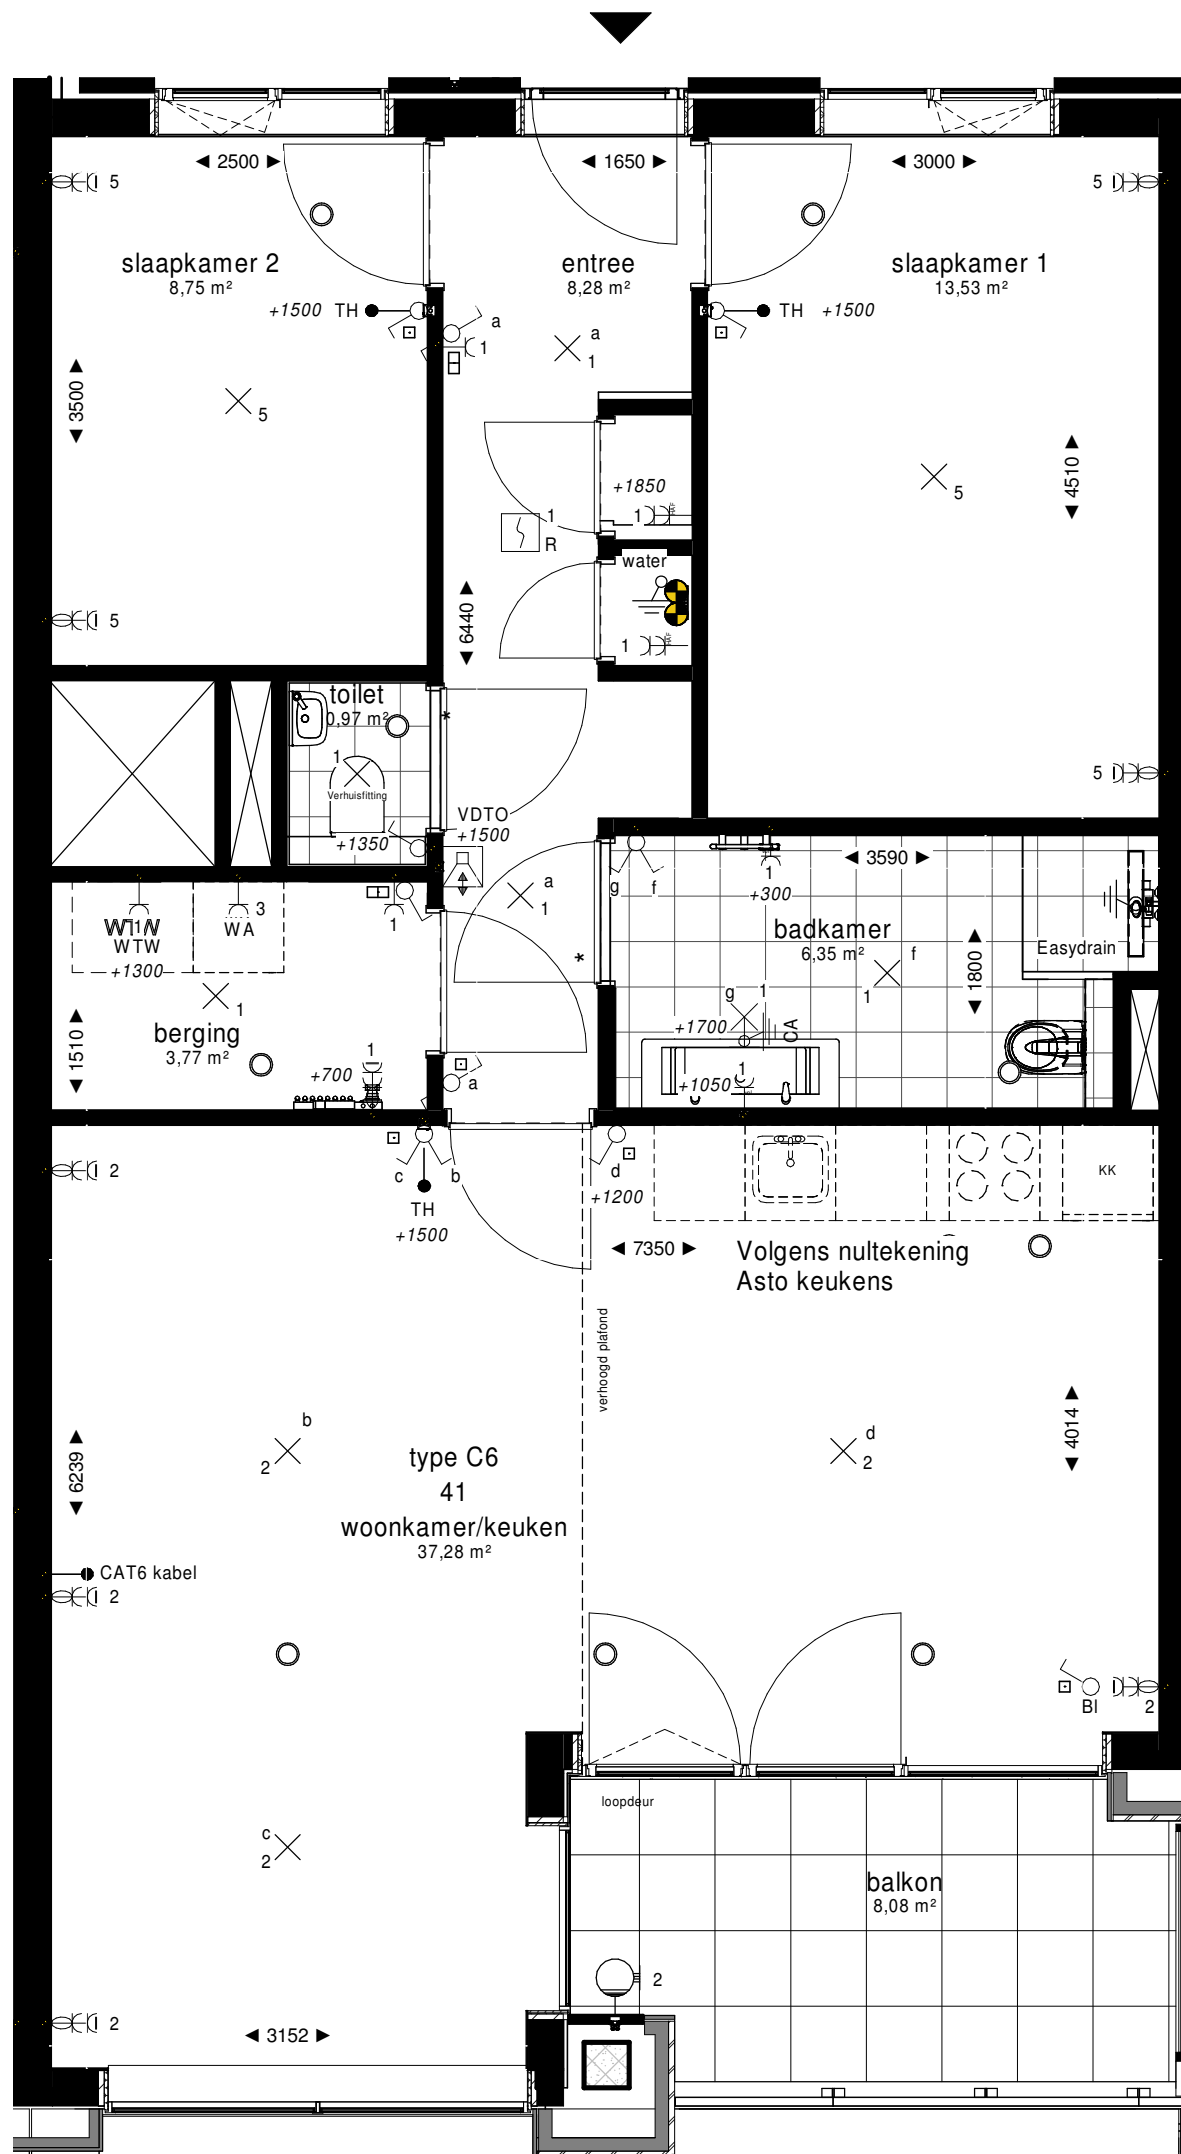 2500
1650
3000
5
5
slaapkamer 2
8,75 m²
entree
8,28 m²
slaapkamer 1
13,53 m²
+1500 TH
a
1
a
1
TH +1500
3500
5
4510
5
+1850
1
1
R
water
6440
1
5
5
toilet
0,97 m²
1
Verhuisfitting
+1350
VDTO
+1500
*
3590
g
f
1
+300
a
1
*
badkamer
6,35 m²
f
1
1800
Easydrain
g
1
+1700
CA
1
+1050
WTW
WTW
+1300
3
WA
1
1
1510
berging
3,77 m²
1
+700
a
2
c
b
TH
+1500
d
+1200
KK
7350
Volgens nultekening
Asto keukens
verhoogd plafond
b
2
6239
type C6
41
woonkamer/keuken
37,28 m²
d
2
4014
CAT6 kabel
2
BI
2
loopdeur
c
2
balkon
8,08 m²
2
2
3152